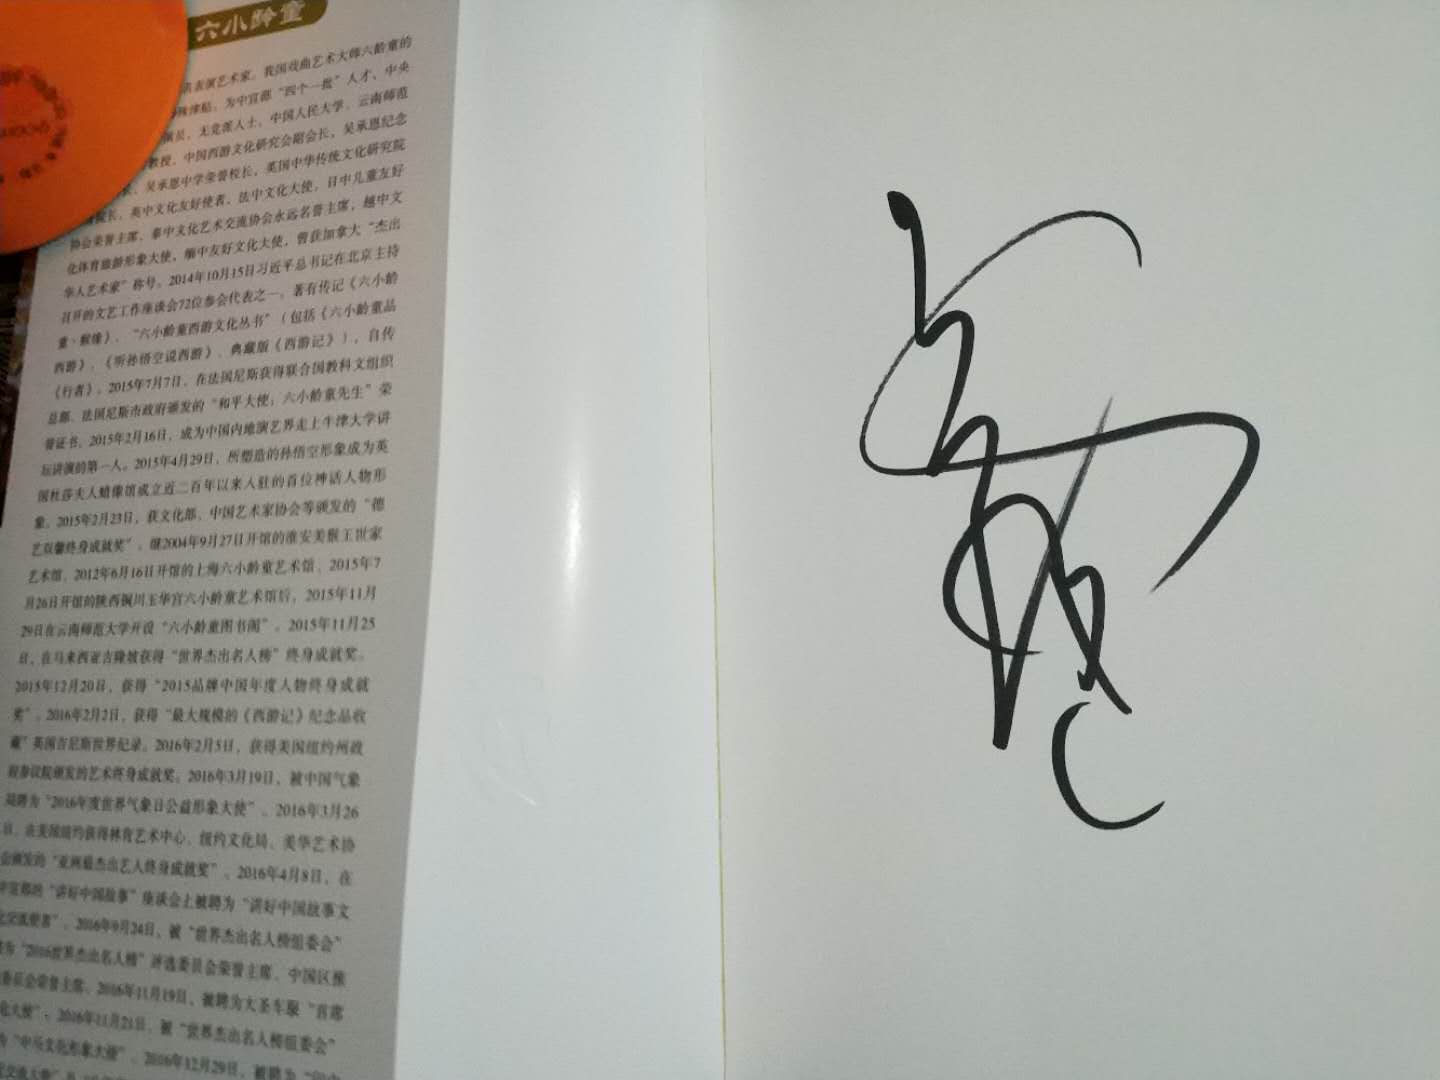 六小龄童
表演艺术家。我国戏曲艺术大师六龄童的
殊津贴，为中宣部“四个一批”人才、中央
演员，无党派人士，中国人民大学、云南师范
教授，中国西游文化研究会副会长，吴承恩纪念
长，吴承恩中学荣誉校长，英国中华传统文化研究院
院长，英中文化友好使者，法中文化大使，日中儿童友好
协会荣誉主席，泰中文化艺术交流协会永远名誉主席，越中文
化体育旅游形象大使，缅中友好文化大使，曾获加拿大“杰出
华人艺术家”称号。2014年10月15日习近平总书记在北京主持
召开的文艺工作座谈会72位参会代表之一。著有传记《六小龄
童·猴缘》、“六小龄童西游文化丛书”（包括《六小龄童品
西游》、《听孙悟空说西游》、典藏版《西游记》），自传
《行者》。2015年7月7日，在法国尼斯获得联合国教科文组织
总部、法国尼斯市政府颁发的“和平大使：六小龄童先生”荣
誉证书。2015年2月16日，成为中国内地演艺界走上牛津大学讲
坛讲演的第一人。2015年4月29日，所塑造的孙悟空形象成为英
国杜莎夫人蜡像馆成立近二百年以来入驻的首位神话人物形
象。2015年2月23日，获文化部、中国艺术家协会等颁发的“德
艺双馨终身成就奖”。继2004年9月27日开馆的淮安美猴王世家
艺术馆、2012年6月16日开馆的上海六小龄童艺术馆、2015年7
月26日开馆的陕西铜川玉华宫六小龄童艺术馆后，2015年11月
29日在云南师范大学开设“六小龄童图书阁”。2015年11月25
日，在马来西亚吉隆坡获得“世界杰出名人榜”终身成就奖。
2015年12月20日，获得“2015品牌中国年度人物终身成就
奖”。2016年2月2日，获得“最大规模的《西游记》纪念品收
藏”英国吉尼斯世界纪录。2016年2月5日，获得美国纽约州政
府参议院颁发的艺术终身成就奖。2016年3月19日，被中国气象
局聘为“2016年度世界气象日公益形象大使”。2016年3月26
日，在美国纽约获得林肯艺术中心、纽约文化局、美华艺术协
会颁发的“亚洲最杰出艺人终身成就奖”。2016年4月8日，在
中宣部的“讲好中国故事”座谈会上被聘为“讲好中国故事文
化交流使者”。2016年9月24日，被“世界杰出名人榜组委会”
聘为“2016世界杰出名人榜”评选委员会荣誉主席、中国区推
委员会荣誉主席。2016年11月19日，被聘为大圣车服“首席
化大使”。2016年11月21日，被“世界杰出名人榜组委会”
为“中马文化形象大使”。2016年12月29日，被聘为
交流大使”